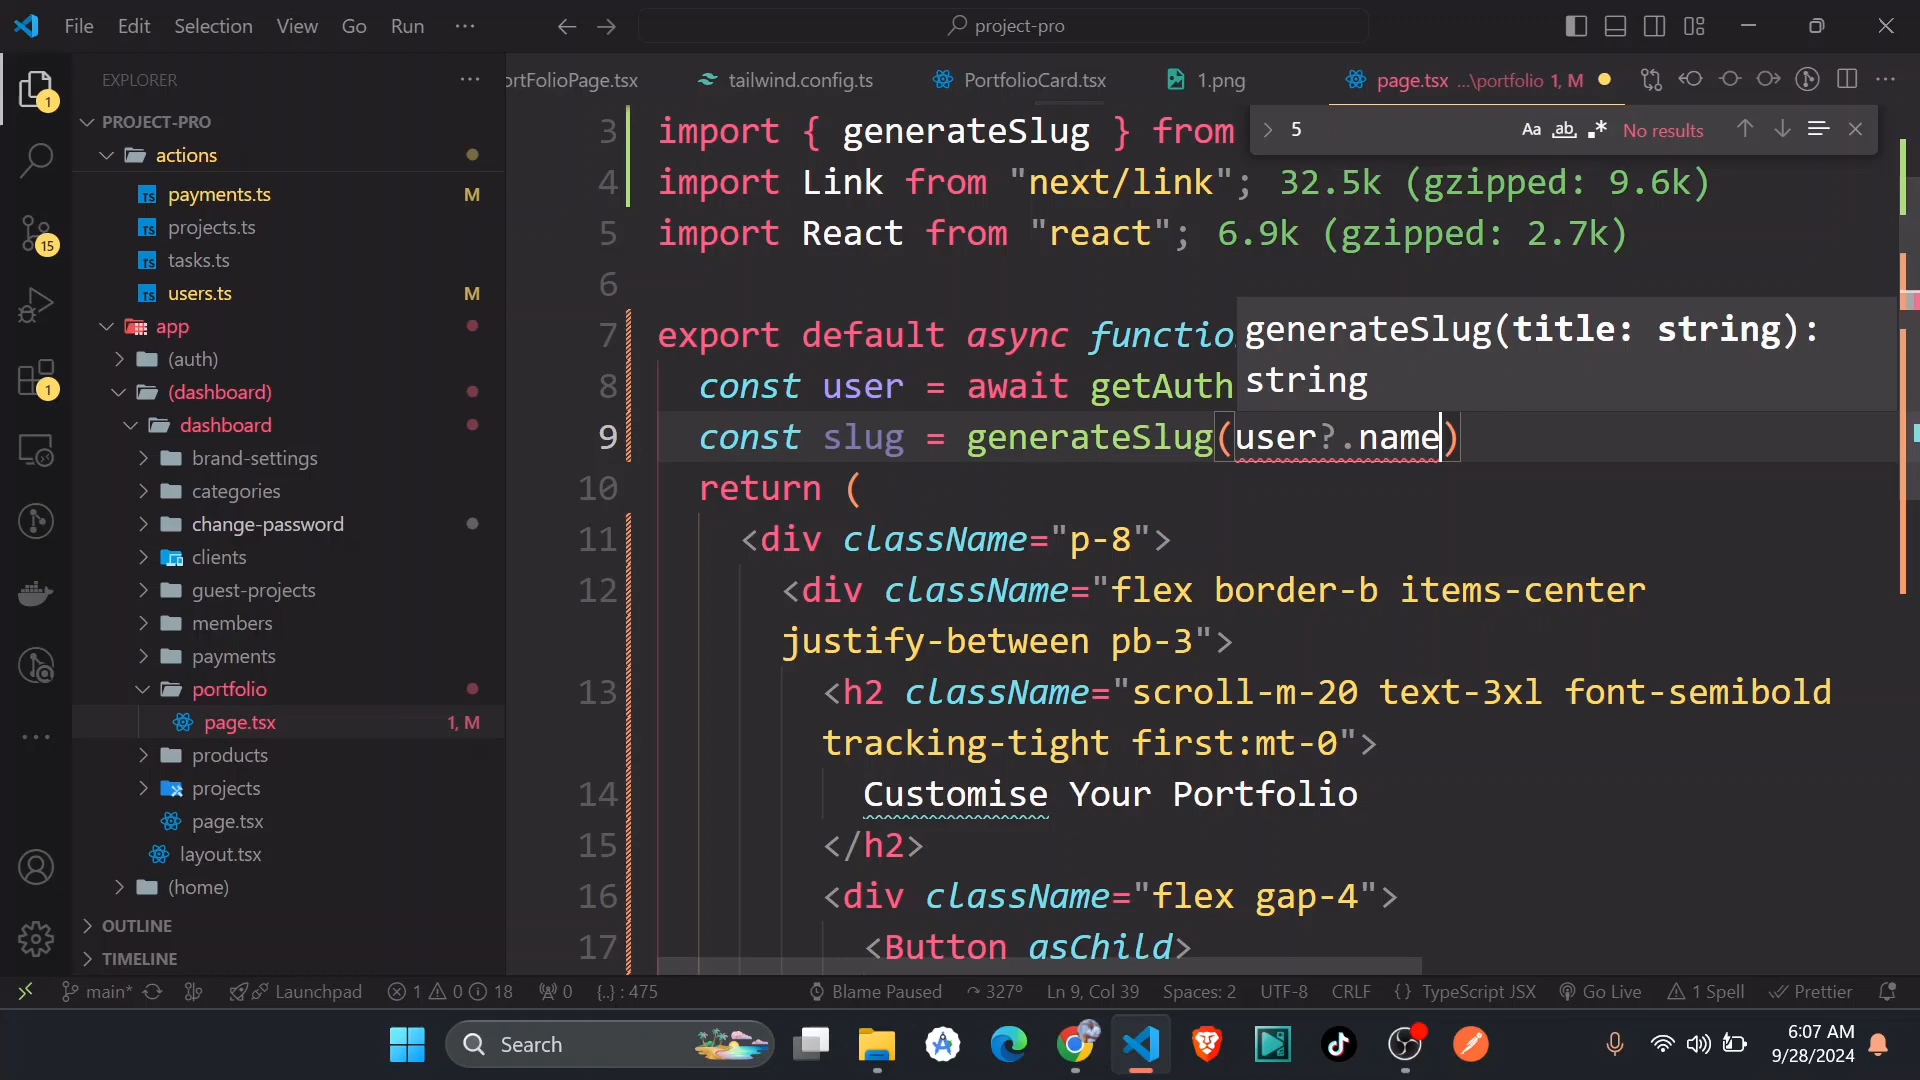 File Edit Selection View Go Run ···
project-pro
EXPLORER
PROJECT-PRO
actions
payments.ts M
projects.ts
tasks.ts
users.ts M
app
(auth)
(dashboard)
dashboard
brand-settings
categories
change-password
clients
guest-projects
members
payments
portfolio
page.tsx 1, M
products
projects
page.tsx
layout.tsx
(home)
OUTLINE
TIMELINE
1
15
1
ortFolioPage.tsx tailwind.config.ts PortfolioCard.tsx 1.png page.tsx ...\portfolio 1, M
5 Aa ab No results
3 import { generateSlug } from
4 import Link from "next/link"; 32.5k (gzipped: 9.6k)
5 import React from "react"; 6.9k (gzipped: 2.7k)
6
7 export default async functio
generateSlug(title: string):
string
8 const user = await getAuth
9 const slug = generateSlug(user?.name)
10 return (
11 <div className="p-8">
12 <div className="flex border-b items-center
justify-between pb-3">
13 <h2 className="scroll-m-20 text-3xl font-semibold
tracking-tight first:mt-0">
14 Customise Your Portfolio
15 </h2>
16 <div className="flex gap-4">
17 <Button asChild>
main* Launchpad 1 0 18 0 {..} : 475 Blame Paused 327° Ln 9, Col 39 Spaces: 2 UTF-8 CRLF {} TypeScript JSX Go Live 1 Spell Prettier
Search
6:07 AM
9/28/2024